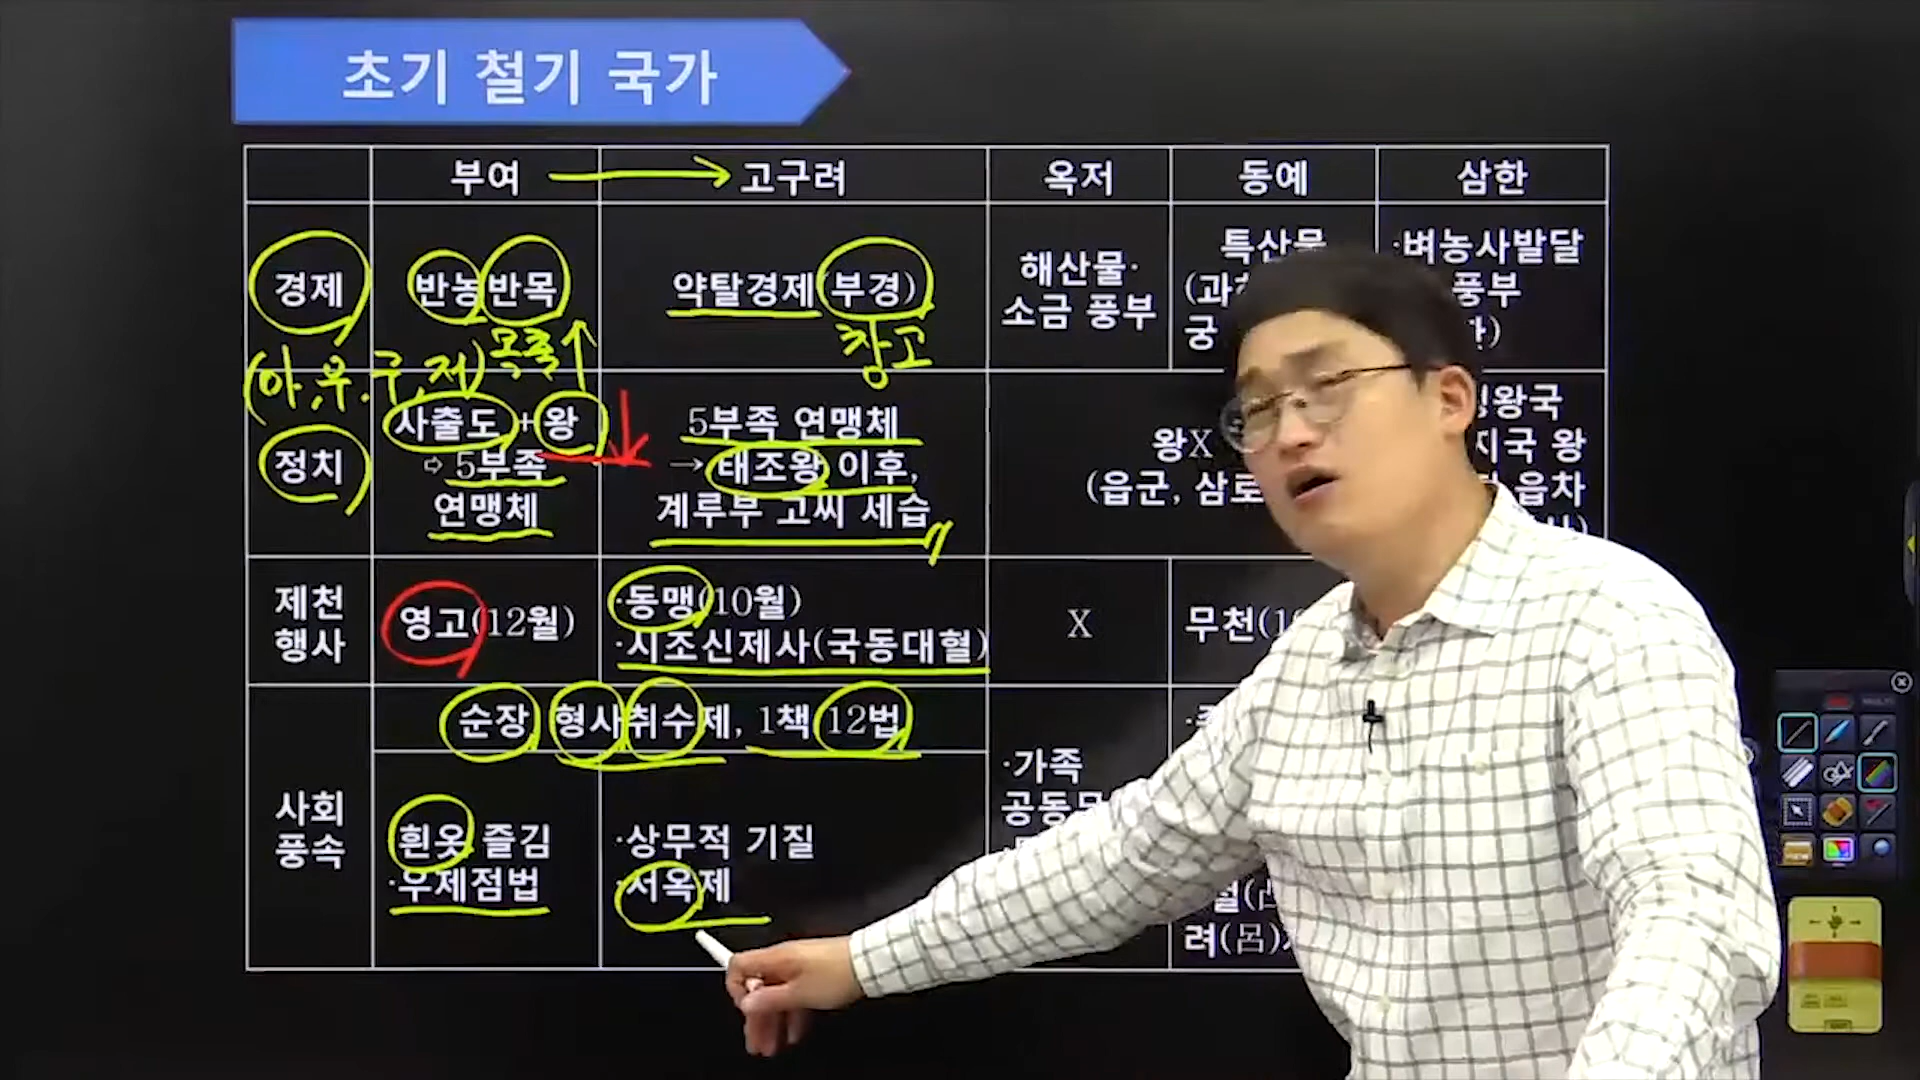 초기 철기 국가
부여 → 고구려 옥저 동예 삼한
경제
반농반목
목축↑
약탈경제(부경)
창고
해산물·
소금 풍부
특산물
궁
·벼농사발달
풍부
정치
(마,우,구,저)
사출도+왕
⇨ 5부족
연맹체
5부족 연맹체
→ 태조왕 이후,
계루부 고씨 세습
왕X
(읍군, 삼로
왕
읍차
제천
행사
영고(12월)
·동맹(10월)
·시조신제사(국동대혈)
X
무천(10
사회
풍속
순장, 형사취수제, 1책 12법
흰옷 즐김
·우제점법
·상무적 기질
·서옥제
·가족
공동
려(呂)